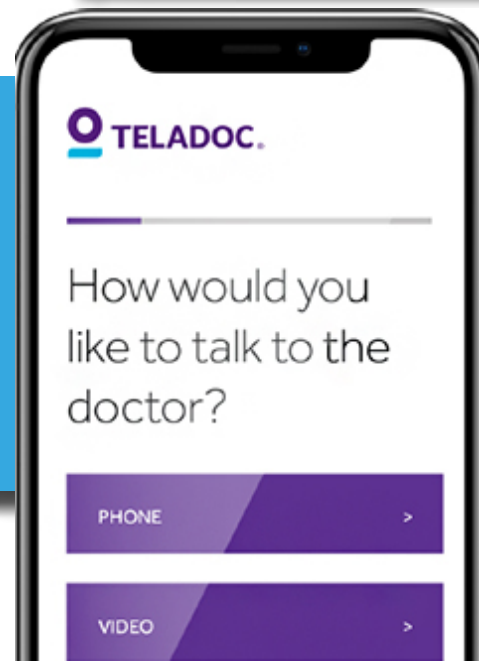 TELADOC®
How would you
like to talk to the
doctor?
PHONE >
VIDEO >